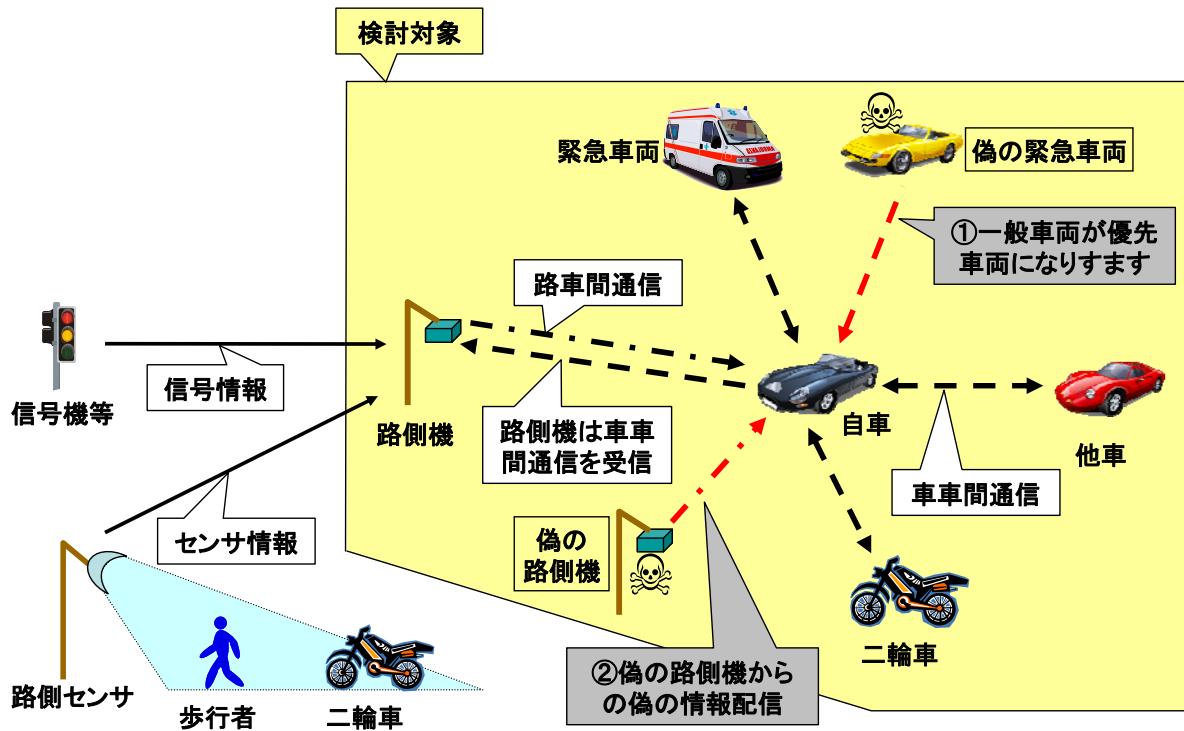 検討対象
緊急車両
偽の緊急車両
①一般車両が優先
車両になりすます
路車間通信
信号情報
信号機等
路側機
路側機は車車
間通信を受信
自車
他車
車車間通信
センサ情報
偽の
路側機
二輪車
②偽の路側機から
の偽の情報配信
路側センサ
歩行者
二輪車